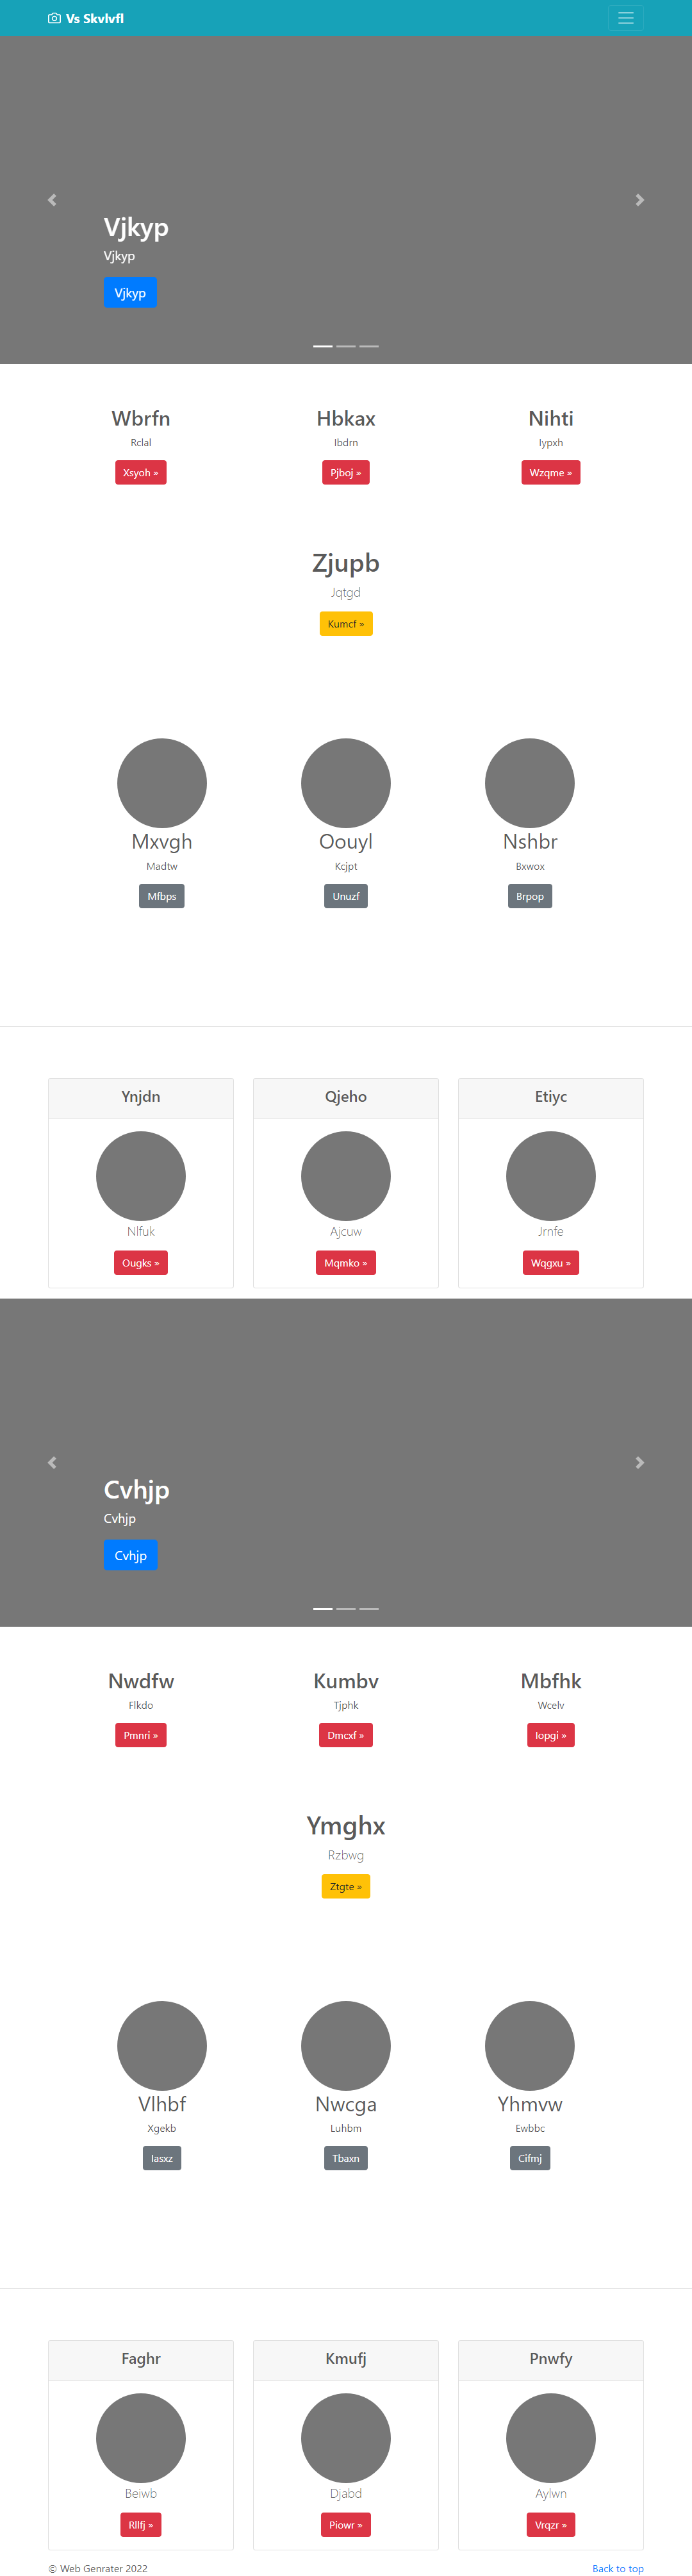 Vs Skvlvfl
Vjkyp
Vjkyp
Vjkyp
Wbrfn Hbkax Nihti
Rclal Ibdrn Iypxh
Xsyoh » Pjboj » Wzqme »
Zjupb
Jqtgd
Kumcf »
Mxvgh Oouyl Nshbr
Madtw Kcjpt Bxwox
Mfbps Unuzf Brpop
Ynjdn Qjeho Etiyc
Nlfuk Ajcuw Jrnfe
Ougks » Mqmko » Wqgxu »
Cvhjp
Cvhjp
Cvhjp
Nwdfw Kumbv Mbfhk
Flkdo Tjphk Wcelv
Pmnri » Dmcxf » Iopgi »
Ymghx
Rzbwg
Ztgte »
Vlhbf Nwcga Yhmvw
Xgekb Luhbm Ewbbc
Iasxz Tbaxn Cifmj
Faghr Kmufj Pnwfy
Beiwb Djabd Aylwn
Rllfj » Piowr » Vrqzr »
© Web Genrater 2022 Back to top